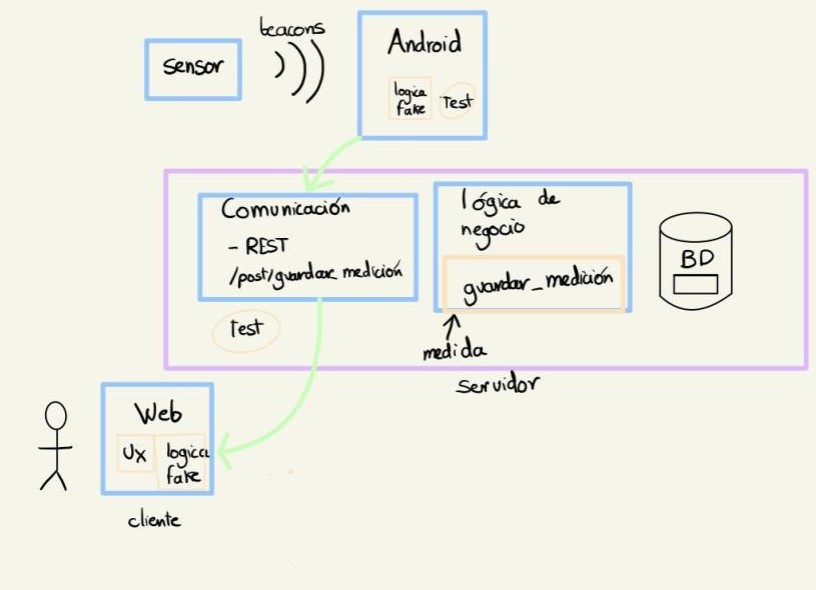 beacons
sensor
Android
logica
fake
Test
Comunicación
- REST
/post/guardar_medición
Test
lógica de
negocio
guardar_medición
medida
BD
servidor
Web
UX
logica
fake
cliente